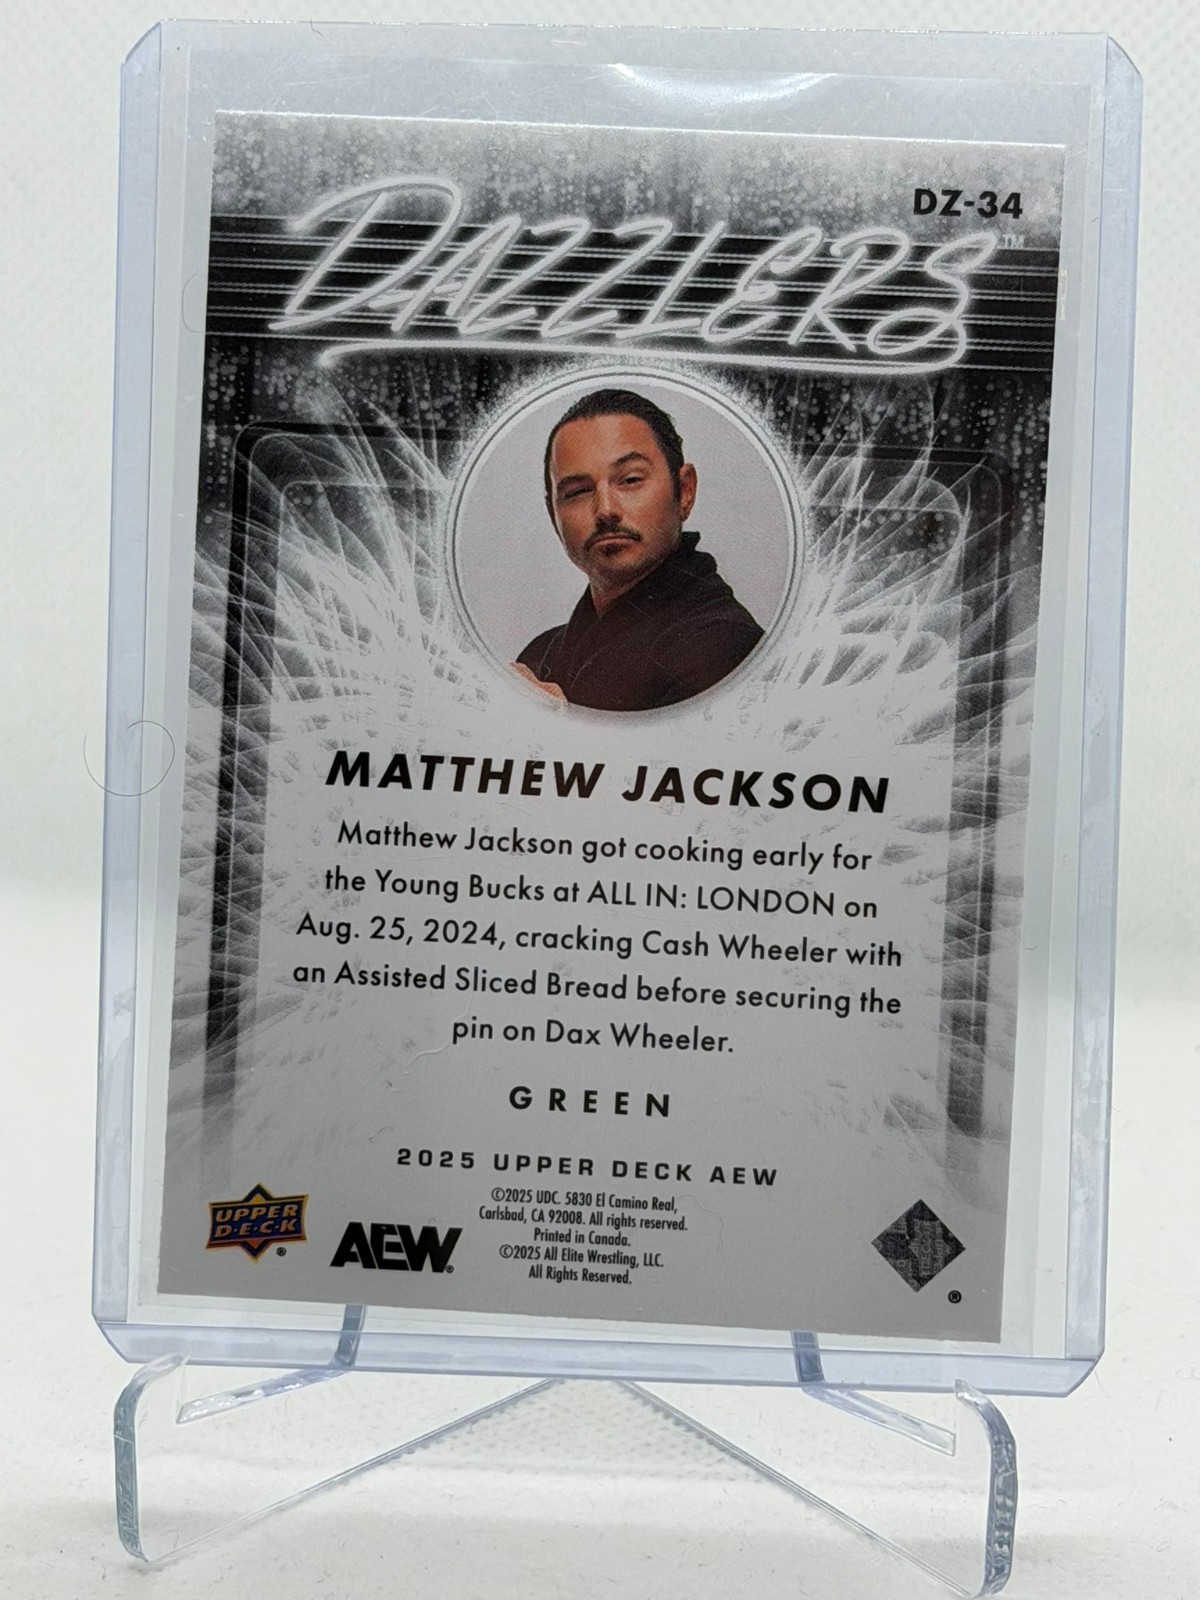 DZ-34
DAZZLERS™
MATTHEW JACKSON
Matthew Jackson got cooking early for
the Young Bucks at ALL IN: LONDON on
Aug. 25, 2024, cracking Cash Wheeler with
an Assisted Sliced Bread before securing the
pin on Dax Wheeler.
GREEN
2025 UPPER DECK AEW
©2025 UDC. 5830 El Camino Real,
Carlsbad, CA 92008. All rights reserved.
Printed in Canada.
©2025 All Elite Wrestling, LLC.
All Rights Reserved.
UPPER
D·E·C·K ®
AEW®
®